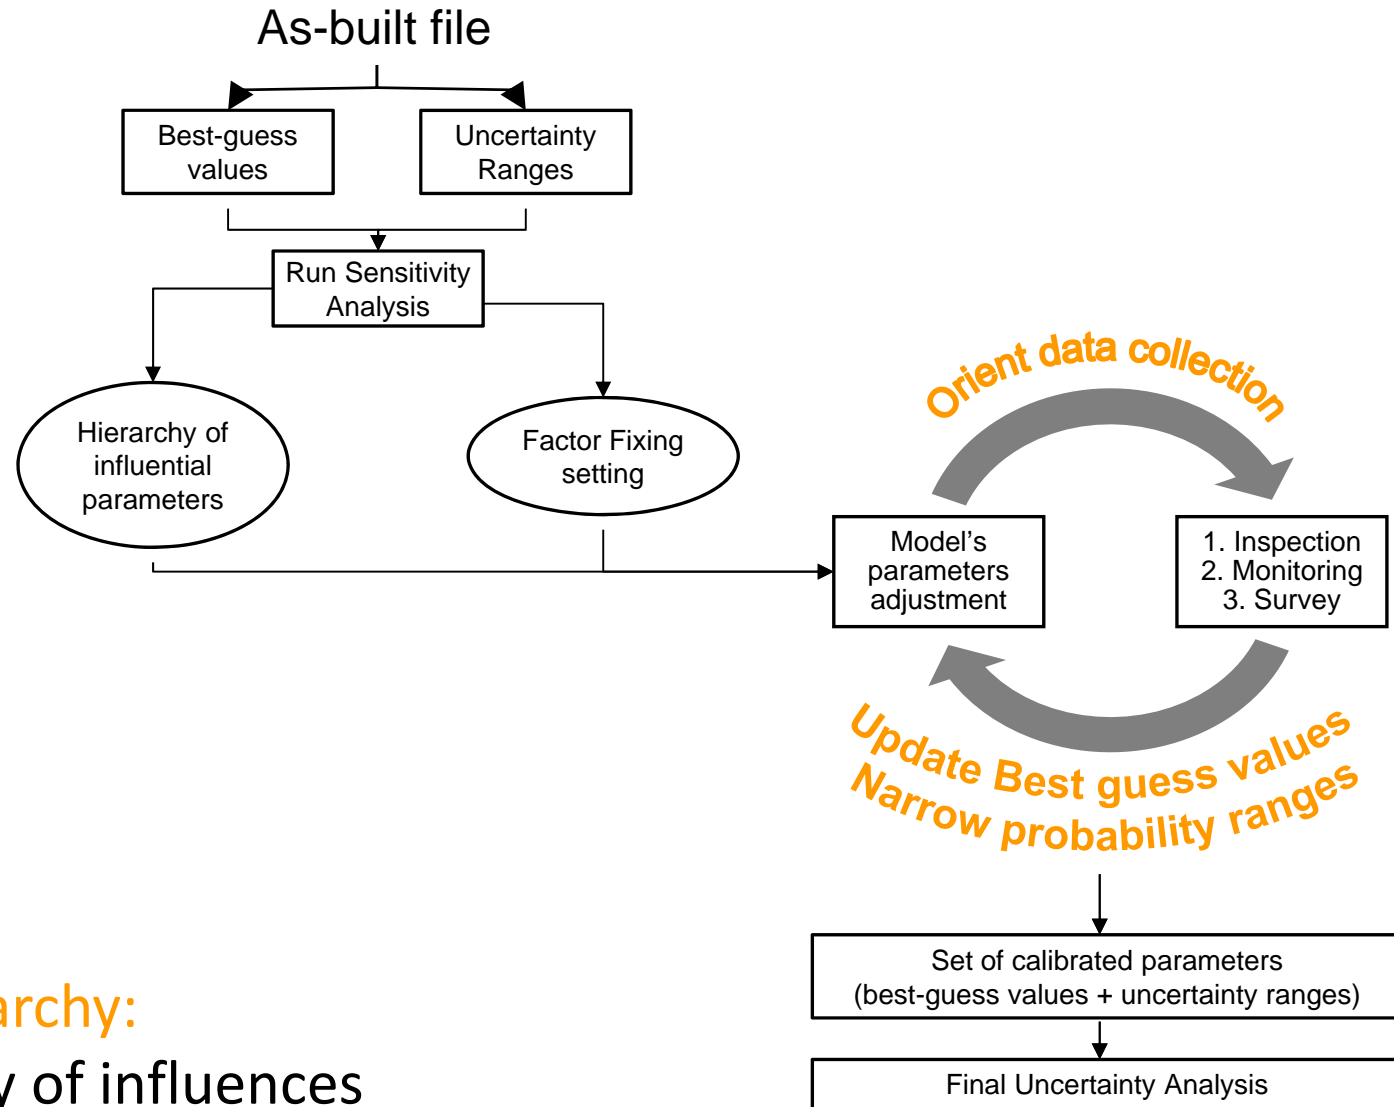 As-built file
Best-guess
values
Uncertainty
Ranges
Run Sensitivity
Analysis
Hierarchy of
influential
parameters
Factor Fixing
setting
Orient data collection
Model’s
parameters
adjustment
1. Inspection
2. Monitoring
3. Survey
Update Best guess values
Narrow probability ranges
Set of calibrated parameters
(best-guess values + uncertainty ranges)
Final Uncertainty Analysis
archy:
y of influences